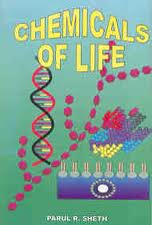 CHEMICALS
OF LIFE
PARUL R. SHETH